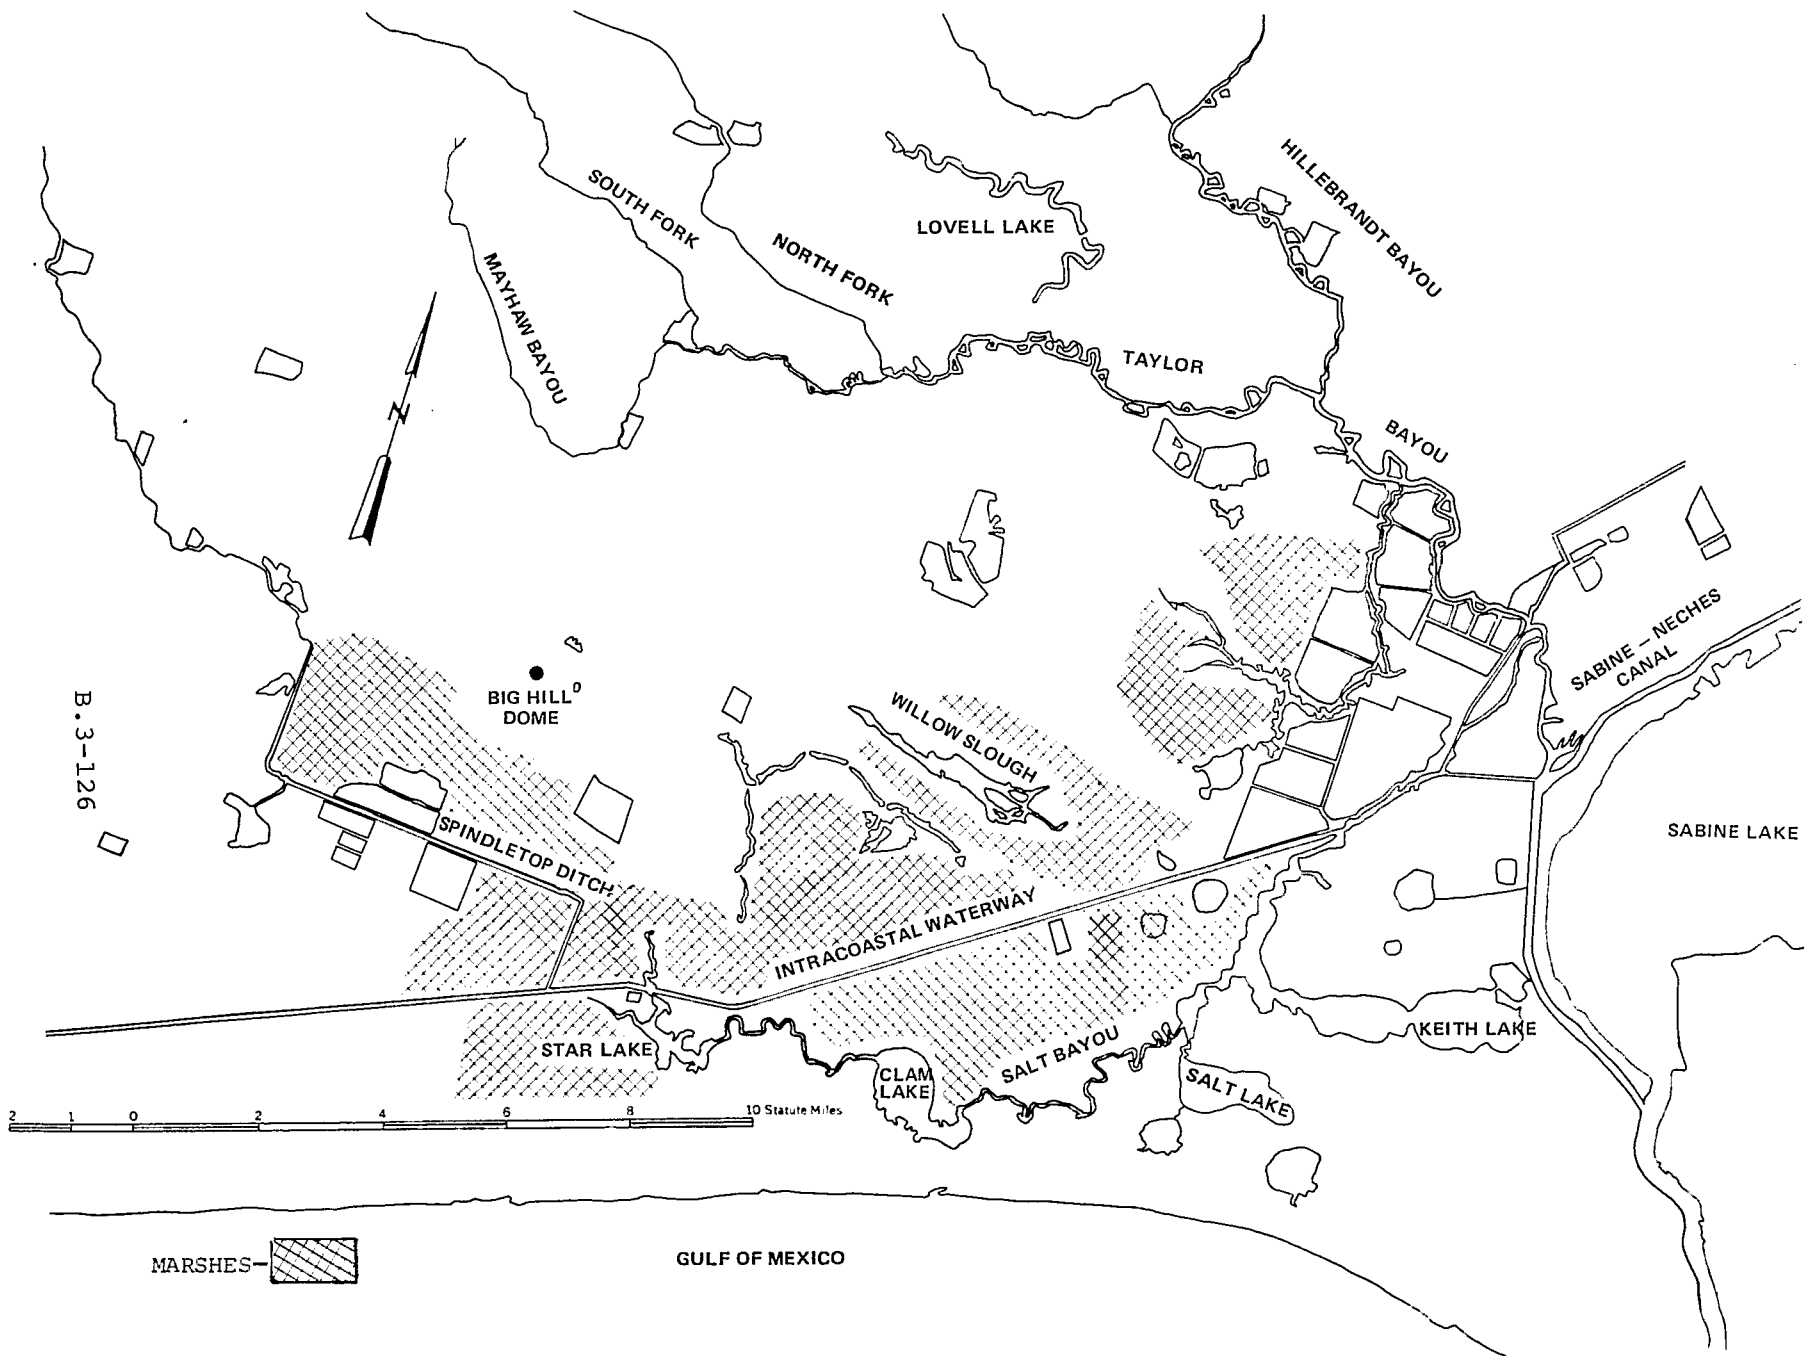 HILLEBRANDT BAYOU
SOUTH FORK
LOVELL LAKE
NORTH FORK
MAYHAW BAYOU
TAYLOR
BAYOU
N
SABINE – NECHES
CANAL
BIG HILL
DOME
WILLOW SLOUGH
B.3-126
SPINDLETOP DITCH
SABINE LAKE
INTRACOASTAL WATERWAY
STAR LAKE
SALT BAYOU
KEITH LAKE
CLAM
LAKE
SALT LAKE
2 1 0 2 4 6 8 10 Statute Miles
MARSHES
GULF OF MEXICO